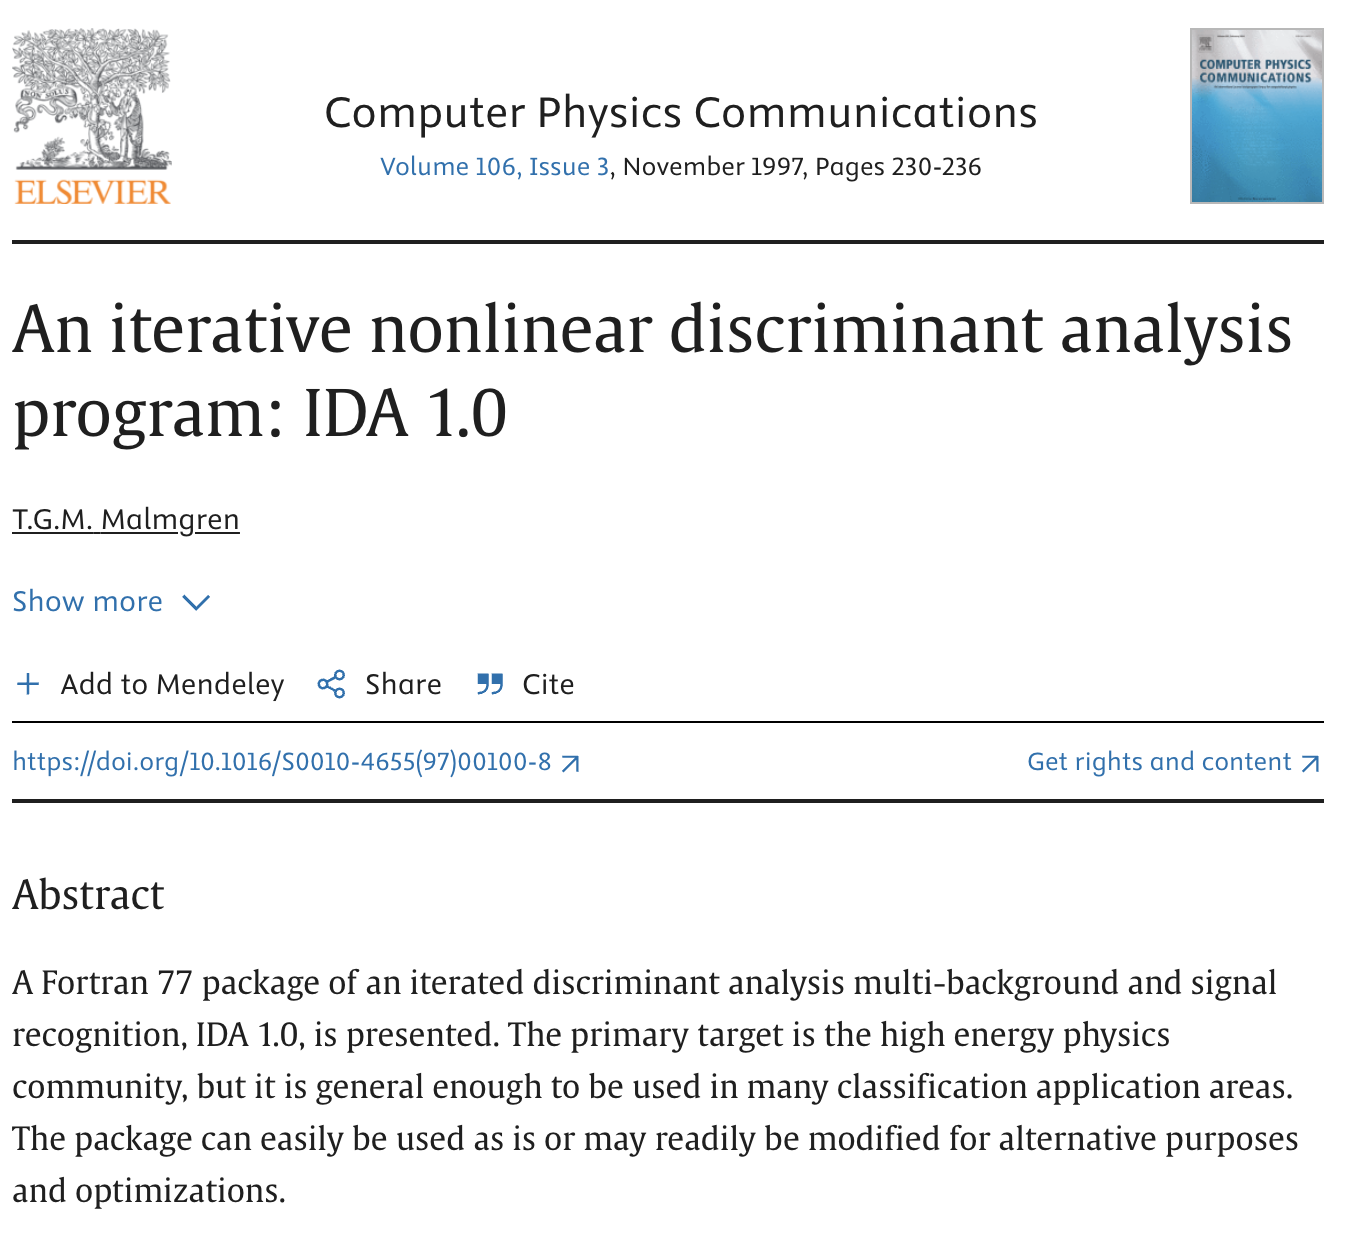 ELSEVIER
Computer Physics Communications
Volume 106, Issue 3, November 1997, Pages 230-236
COMPUTER PHYSICS
COMMUNICATIONS
An iterative nonlinear discriminant analysis
program: IDA 1.0
T.G.M. Malmgren
Show more
Add to Mendeley Share Cite
https://doi.org/10.1016/S0010-4655(97)00100-8 Get rights and content
Abstract
A Fortran 77 package of an iterated discriminant analysis multi-background and signal
recognition, IDA 1.0, is presented. The primary target is the high energy physics
community, but it is general enough to be used in many classification application areas.
The package can easily be used as is or may readily be modified for alternative purposes
and optimizations.